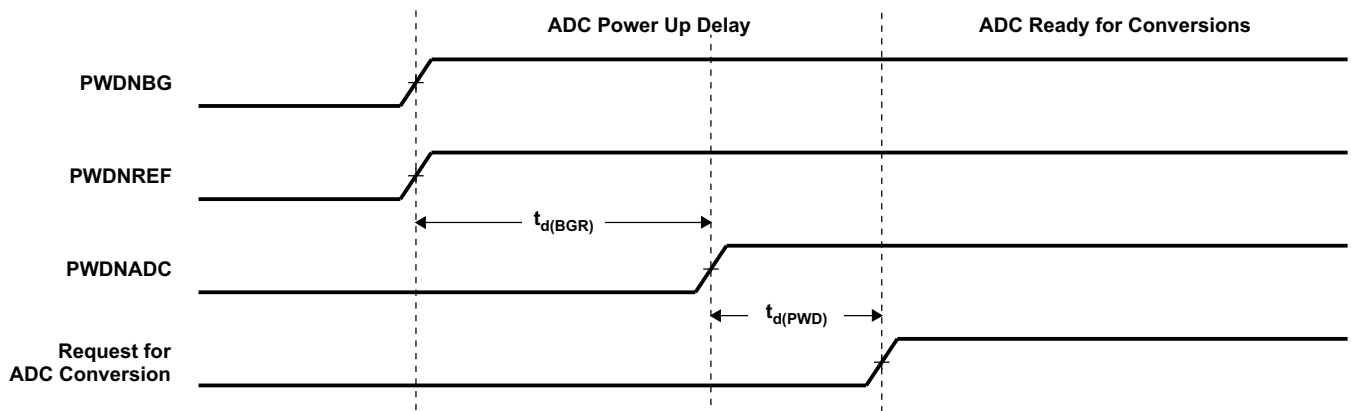 ADC Power Up Delay
ADC Ready for Conversions
PWDNBG
PWDNREF
td(BGR)
PWDNADC
td(PWD)
Request for
ADC Conversion